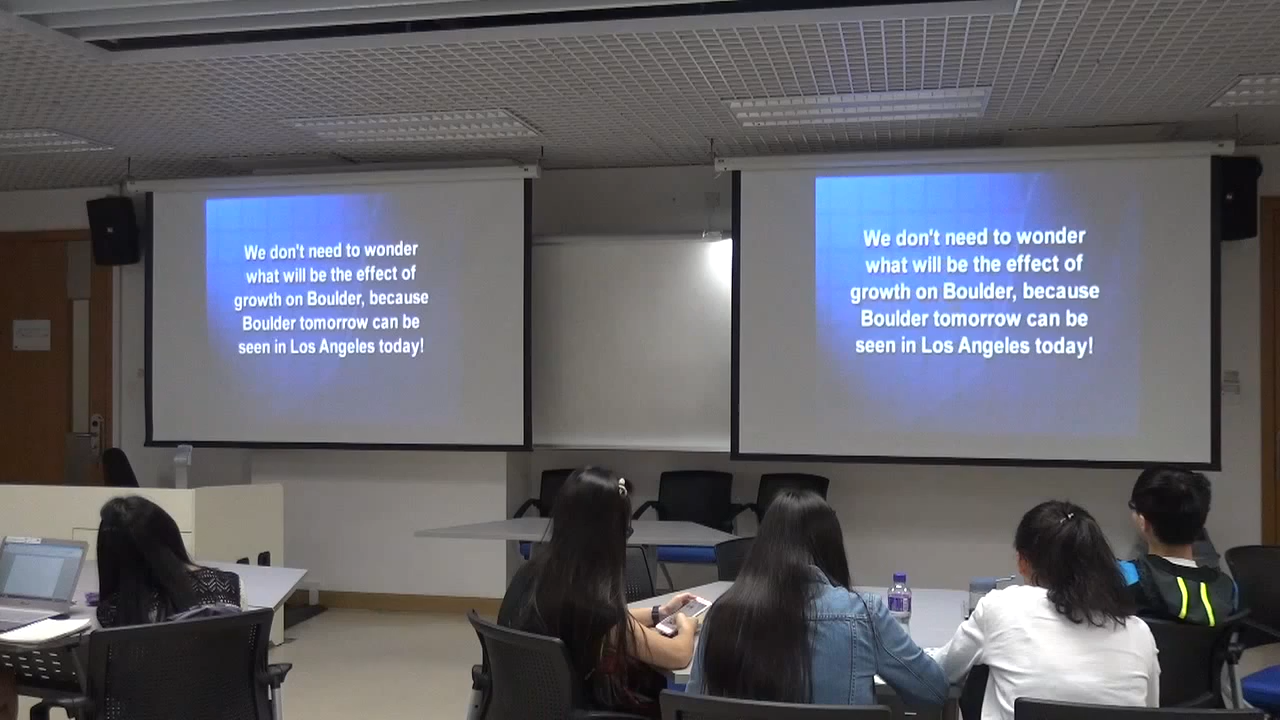 We don't need to wonder
what will be the effect of
growth on Boulder, because
Boulder tomorrow can be
seen in Los Angeles today!
We don't need to wonder
what will be the effect of
growth on Boulder, because
Boulder tomorrow can be
seen in Los Angeles today!